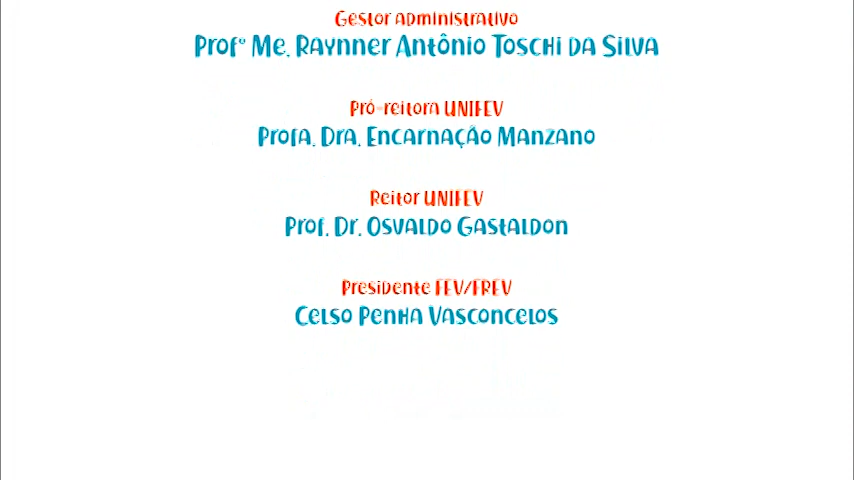 Gestor administrativo
Profº Me. Raynner Antônio Toschi da Silva
Pró-reitora UNIFEV
Profa. Dra. Encarnação Manzano
Reitor UNIFEV
Prof. Dr. Osvaldo Gastaldon
Presidente FEV/FREV
Celso Penha Vasconcelos